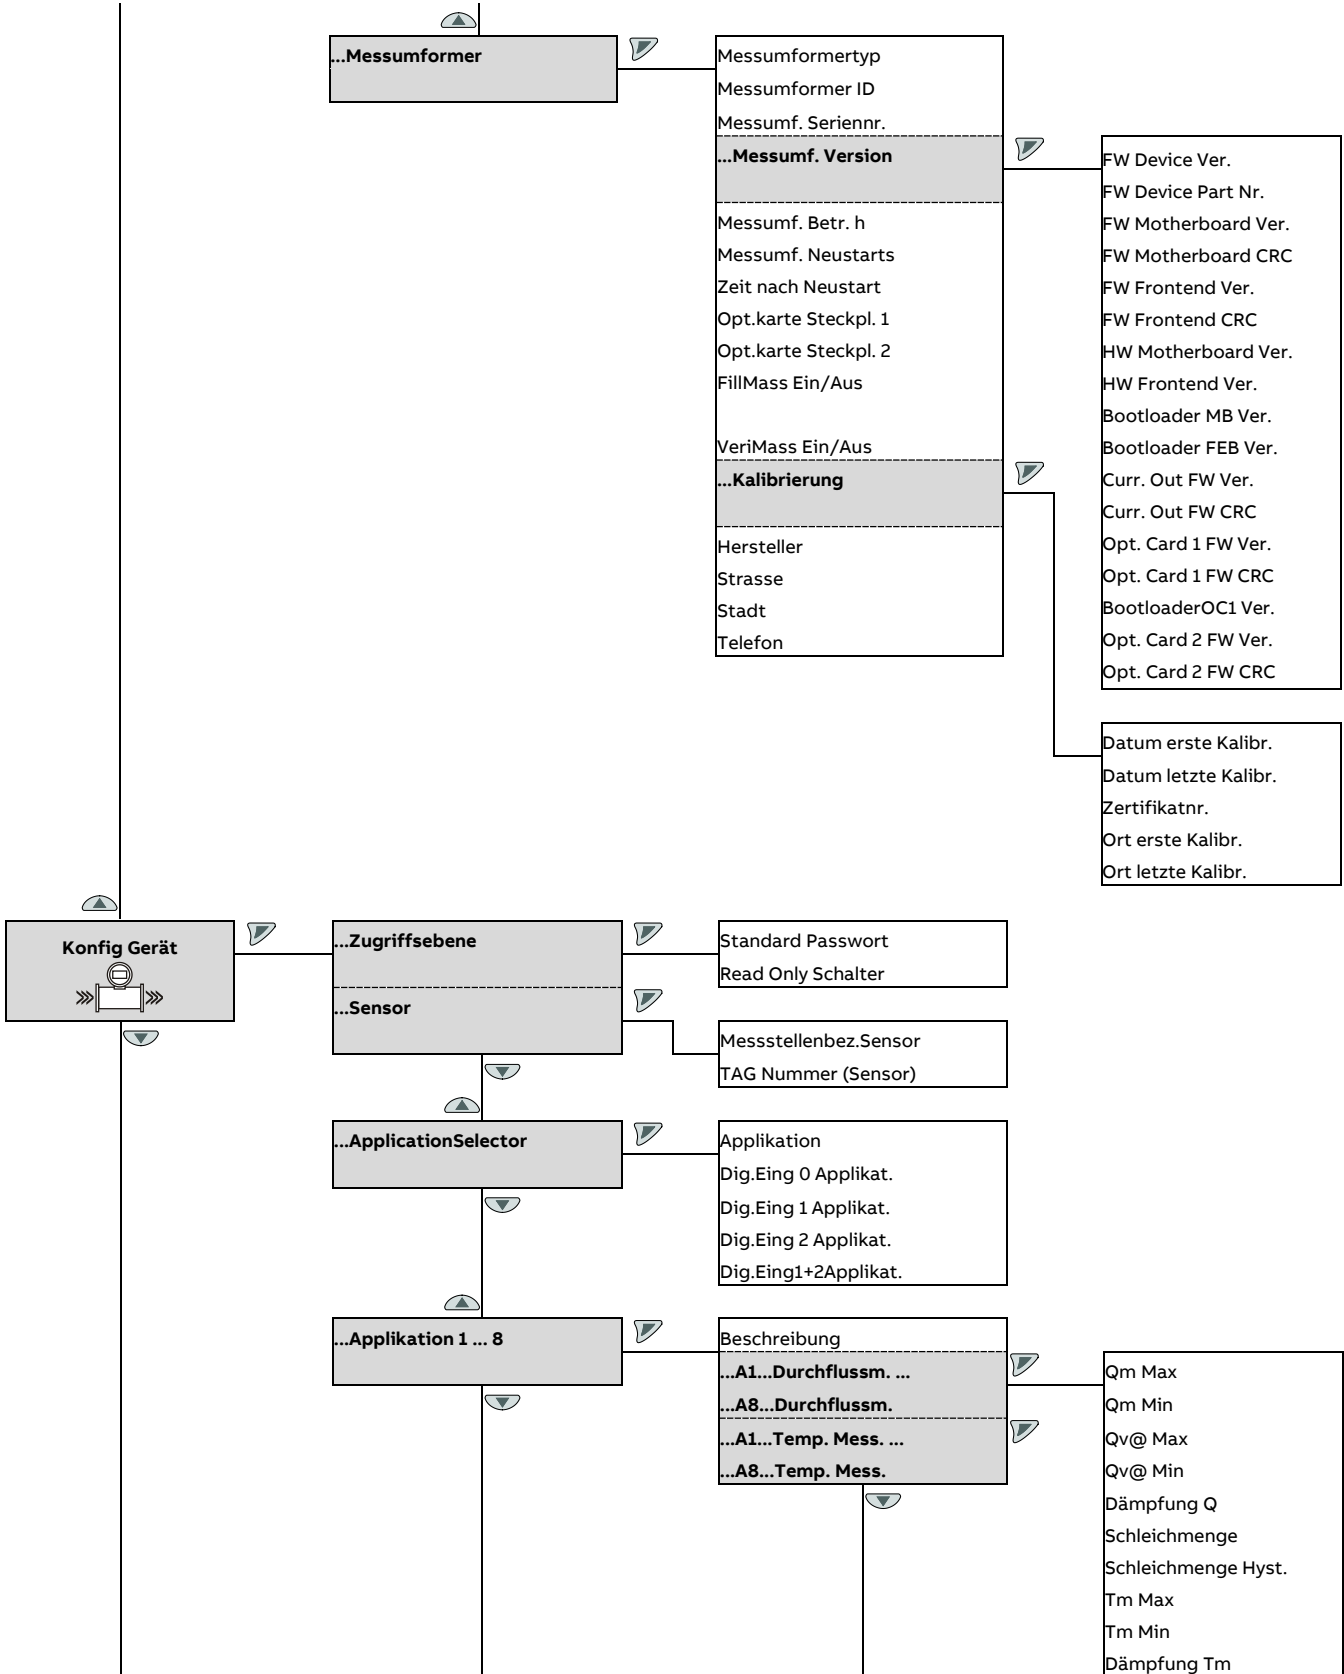 ...Messumformer
Messumformertyp
Messumformer ID
Messumf. Seriennr.
...Messumf. Version
Messumf. Betr. h
Messumf. Neustarts
Zeit nach Neustart
Opt.karte Steckpl. 1
Opt.karte Steckpl. 2
FillMass Ein/Aus
VeriMass Ein/Aus
...Kalibrierung
Hersteller
Strasse
Stadt
Telefon
FW Device Ver.
FW Device Part Nr.
FW Motherboard Ver.
FW Motherboard CRC
FW Frontend Ver.
FW Frontend CRC
HW Motherboard Ver.
HW Frontend Ver.
Bootloader MB Ver.
Bootloader FEB Ver.
Curr. Out FW Ver.
Curr. Out FW CRC
Opt. Card 1 FW Ver.
Opt. Card 1 FW CRC
BootloaderOC1 Ver.
Opt. Card 2 FW Ver.
Opt. Card 2 FW CRC
Datum erste Kalibr.
Datum letzte Kalibr.
Zertifikatnr.
Ort erste Kalibr.
Ort letzte Kalibr.
Konfig Gerät
...Zugriffsebene
Standard Passwort
Read Only Schalter
...Sensor
Messstellenbez.Sensor
TAG Nummer (Sensor)
...ApplicationSelector
Applikation
Dig.Eing 0 Applikat.
Dig.Eing 1 Applikat.
Dig.Eing 2 Applikat.
Dig.Eing1+2Applikat.
...Applikation 1 ... 8
Beschreibung
...A1...Durchflussm. ...
...A8...Durchflussm.
...A1...Temp. Mess. ...
...A8...Temp. Mess.
Qm Max
Qm Min
Qv@ Max
Qv@ Min
Dämpfung Q
Schleichmenge
Schleichmenge Hyst.
Tm Max
Tm Min
Dämpfung Tm